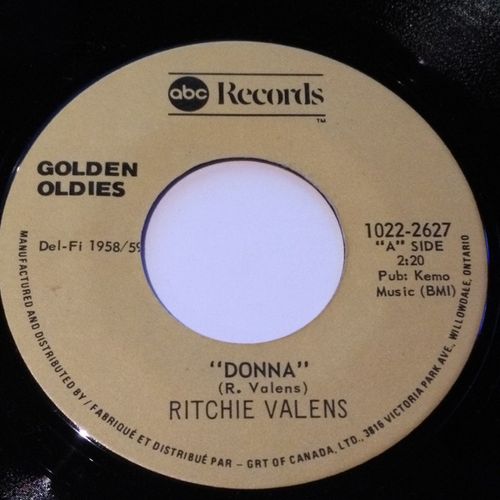 abc Records
TM
GOLDEN
OLDIES
Del-Fi 1958/59
1022-2627
"A" SIDE
2:20
Pub: Kemo
Music (BMI)
"DONNA"
(R. Valens)
RITCHIE VALENS
MANUFACTURED AND DISTRIBUTED BY / FABRIQUÉ ET DISTRIBUÉ PAR - GRT OF CANADA, LTD., 3816 VICTORIA PARK AVE., WILLOWDALE, ONTARIO